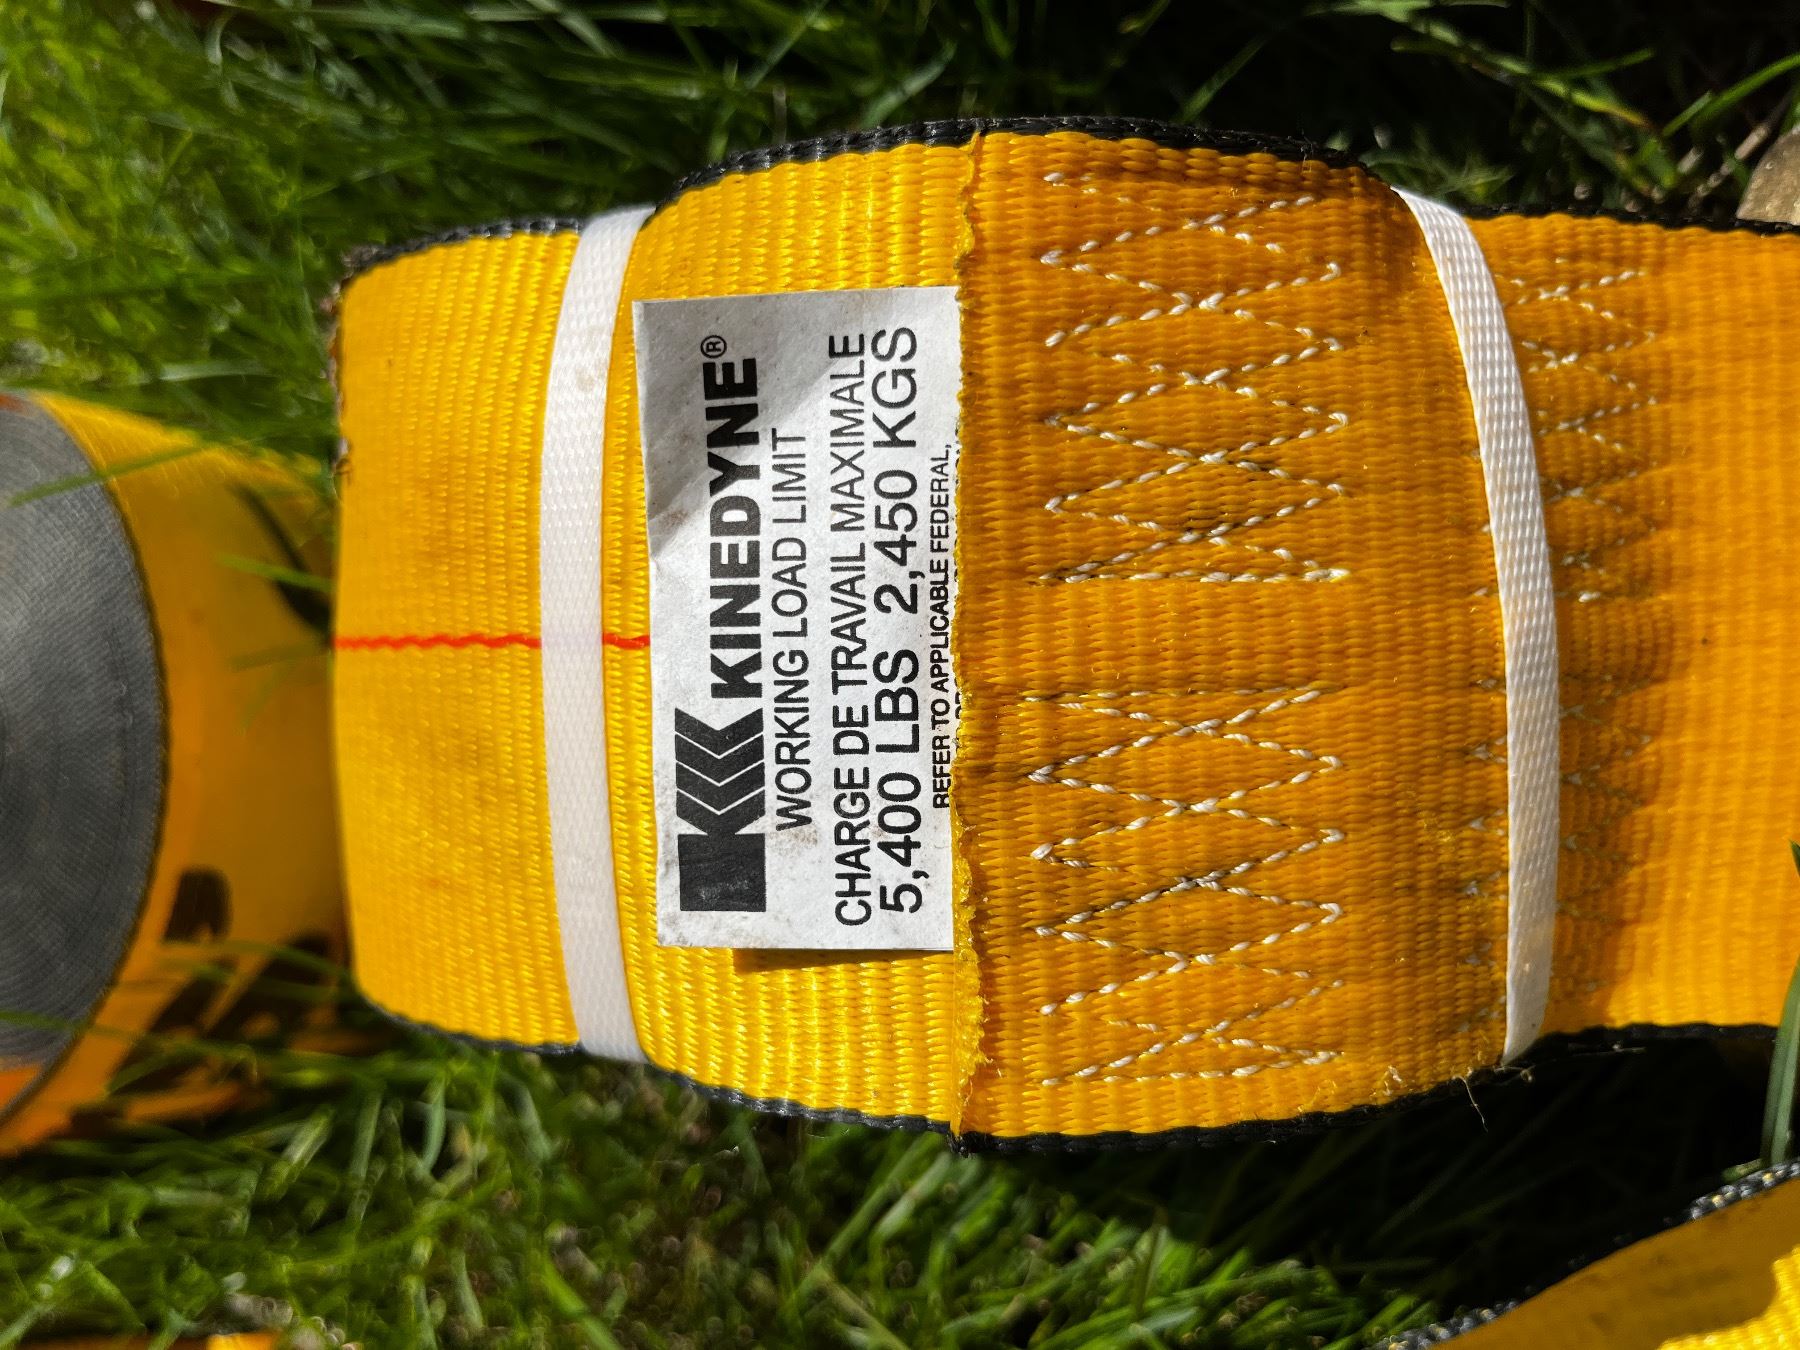 KINEDYNE®
WORKING LOAD LIMIT
CHARGE DE TRAVAIL MAXIMALE
5,400 LBS 2,450 KGS
REFER TO APPLICABLE FEDERAL,